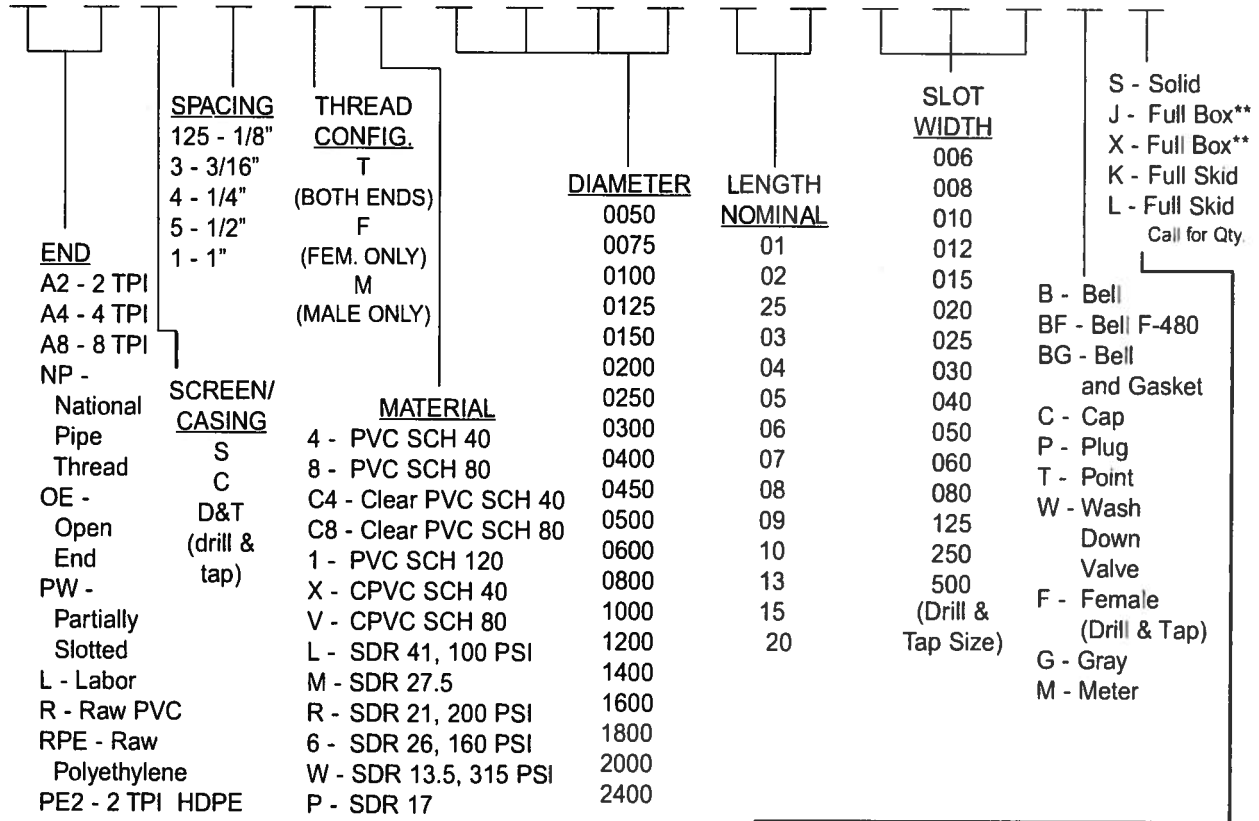 SPACING
125 - 1/8"
3 - 3/16"
4 - 1/4"
5 - 1/2"
1 - 1"
THREAD
CONFIG.
T
(BOTH ENDS)
F
(FEM. ONLY)
M
(MALE ONLY)
END
A2 - 2 TPI
A4 - 4 TPI
A8 - 8 TPI
NP -
National
Pipe
Thread
OE -
Open
End
PW -
Partially
Slotted
L - Labor
R - Raw PVC
RPE - Raw
Polyethylene
PE2 - 2 TPI HDPE
SCREEN/
CASING
S
C
D&T
(drill &
tap)
MATERIAL
4 - PVC SCH 40
8 - PVC SCH 80
C4 - Clear PVC SCH 40
C8 - Clear PVC SCH 80
1 - PVC SCH 120
X - CPVC SCH 40
V - CPVC SCH 80
L - SDR 41, 100 PSI
M - SDR 27.5
R - SDR 21, 200 PSI
6 - SDR 26, 160 PSI
W - SDR 13.5, 315 PSI
P - SDR 17
DIAMETER
0050
0075
0100
0125
0150
0200
0250
0300
0400
0450
0500
0600
0800
1000
1200
1400
1600
1800
2000
2400
LENGTH
NOMINAL
01
02
25
03
04
05
06
07
08
09
10
13
15
20
SLOT
WIDTH
006
008
010
012
015
020
025
030
040
050
060
080
125
250
500
(Drill &
Tap Size)
B - Bell
BF - Bell F-480
BG - Bell
and Gasket
C - Cap
P - Plug
T - Point
W - Wash
Down
Valve
F - Female
(Drill & Tap)
G - Gray
M - Meter
S - Solid
J - Full Box**
X - Full Box**
K - Full Skid
L - Full Skid
Call for Qty.